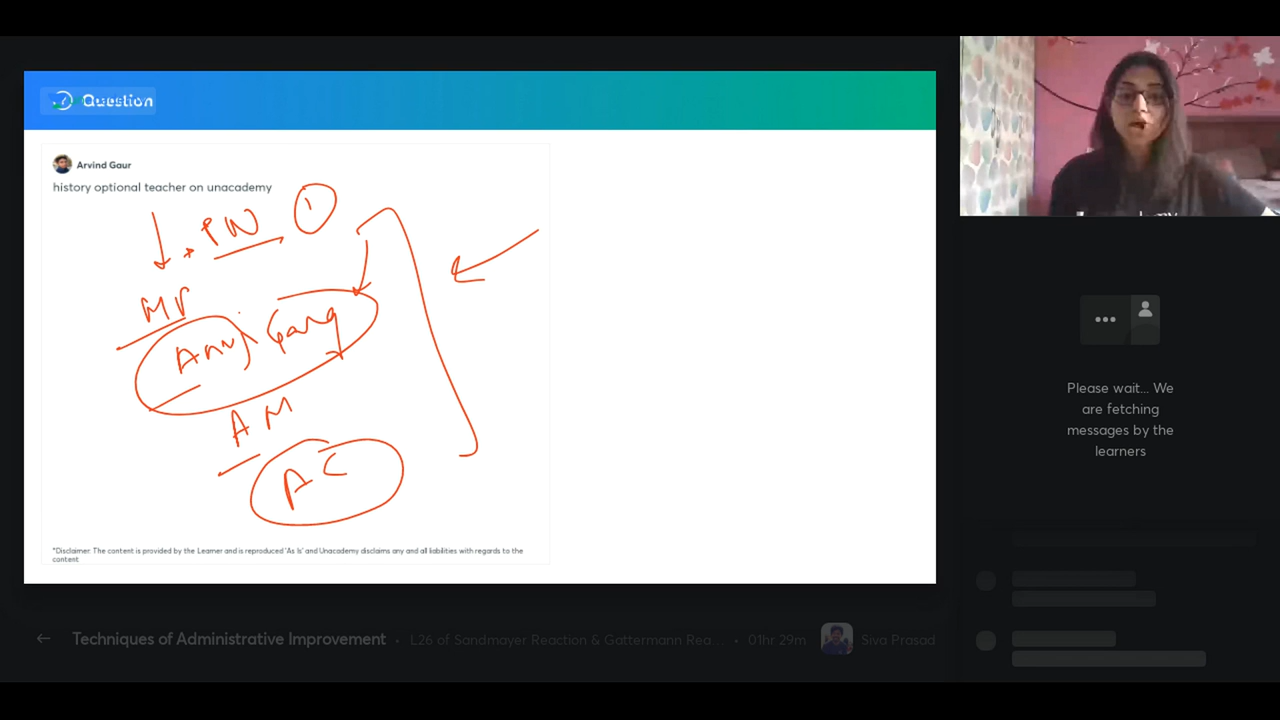 Question
Arvind Gaur
history optional teacher on unacademy
PN 1
Mr
Anuj Garg
AM
AC
*Disclaimer: The content is provided by the Learner and is reproduced 'As Is' and Unacademy disclaims any and all liabilities with regards to the
content
Please wait... We
are fetching
messages by the
learners
Techniques of Administrative Improvement • L26 of Sandmayer Reaction & Gattermann Rea... • 01hr 29m Siva Prasad